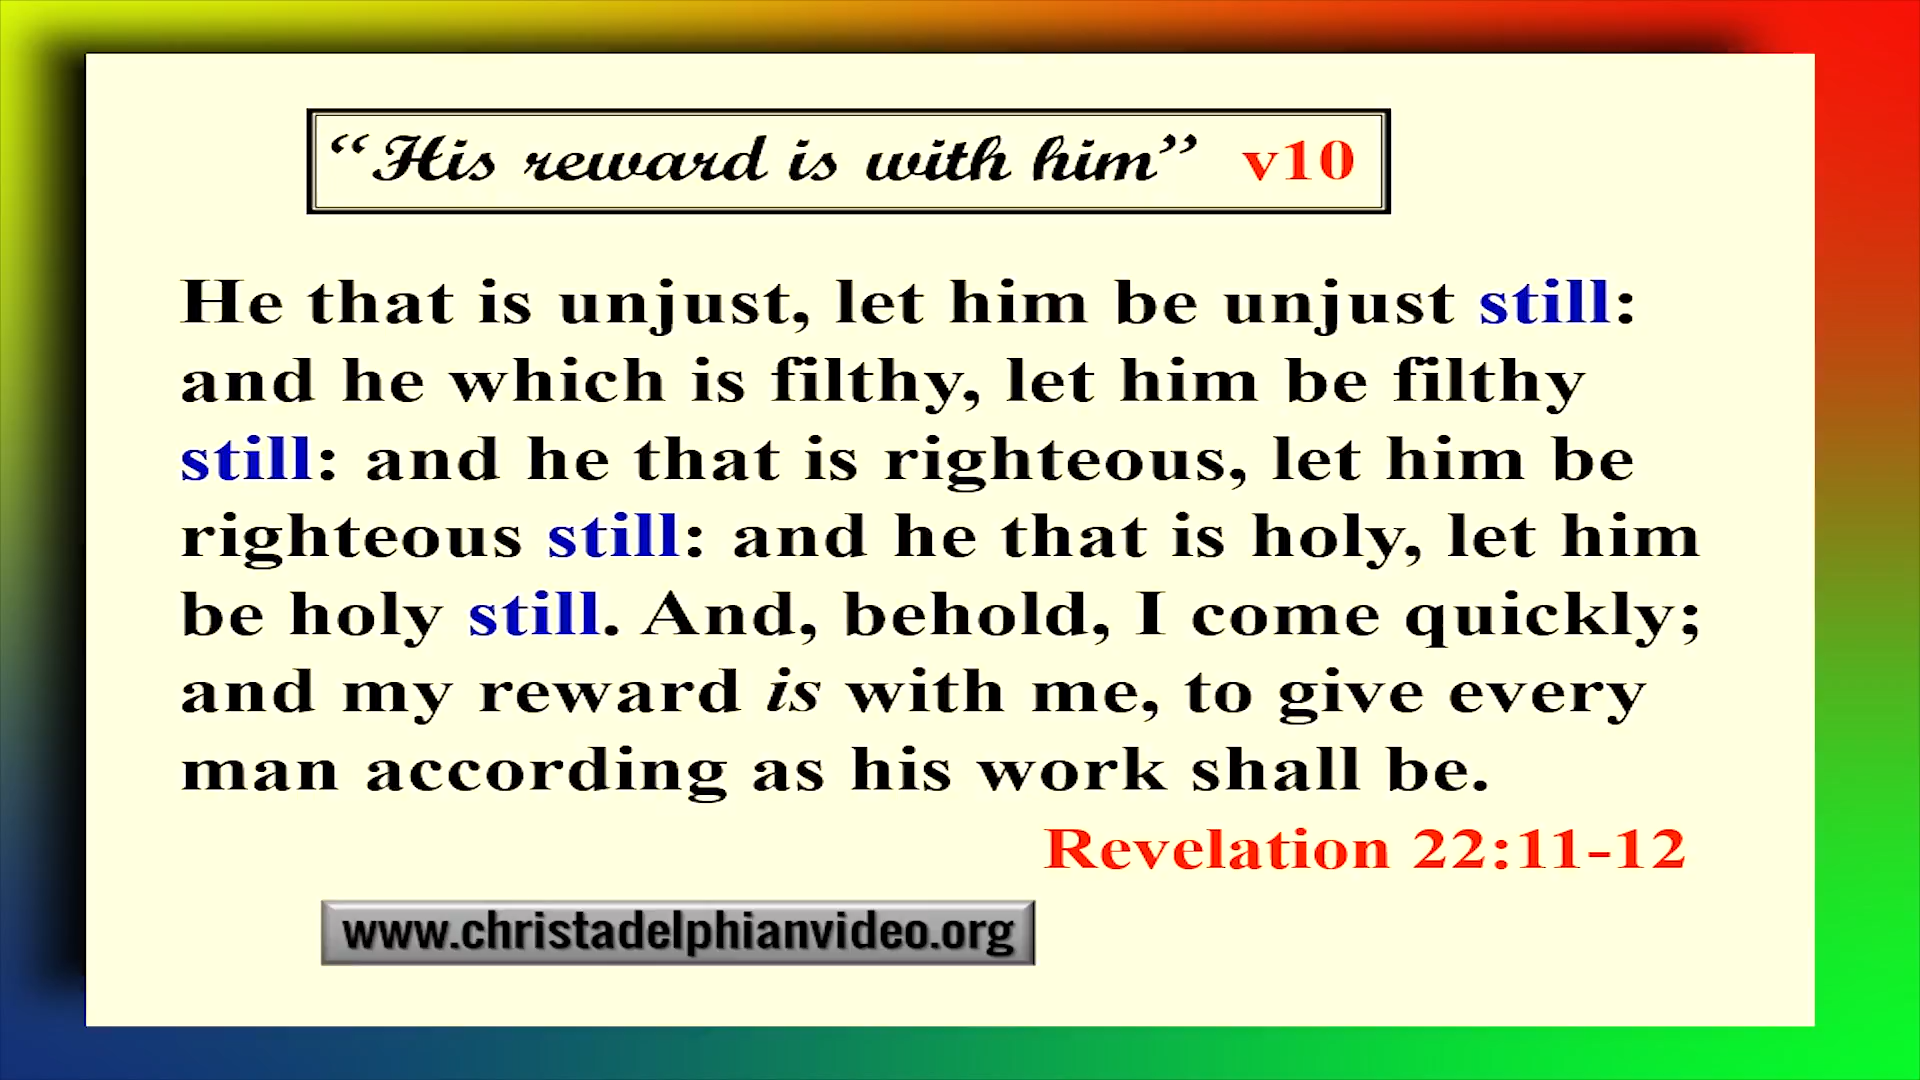 “His reward is with him” v10
He that is unjust, let him be unjust still:
and he which is filthy, let him be filthy
still: and he that is righteous, let him be
righteous still: and he that is holy, let him
be holy still. And, behold, I come quickly;
and my reward is with me, to give every
man according as his work shall be.
Revelation 22:11-12
www.christadelphianvideo.org